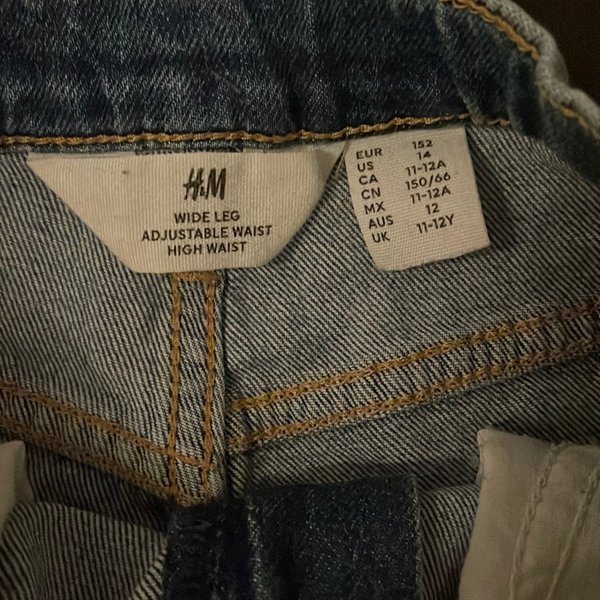 H&M
WIDE LEG
ADJUSTABLE WAIST
HIGH WAIST
EUR 152
US 14
CA 11-12A
CN 150/66
MX 11-12A
AUS 12
UK 11-12Y